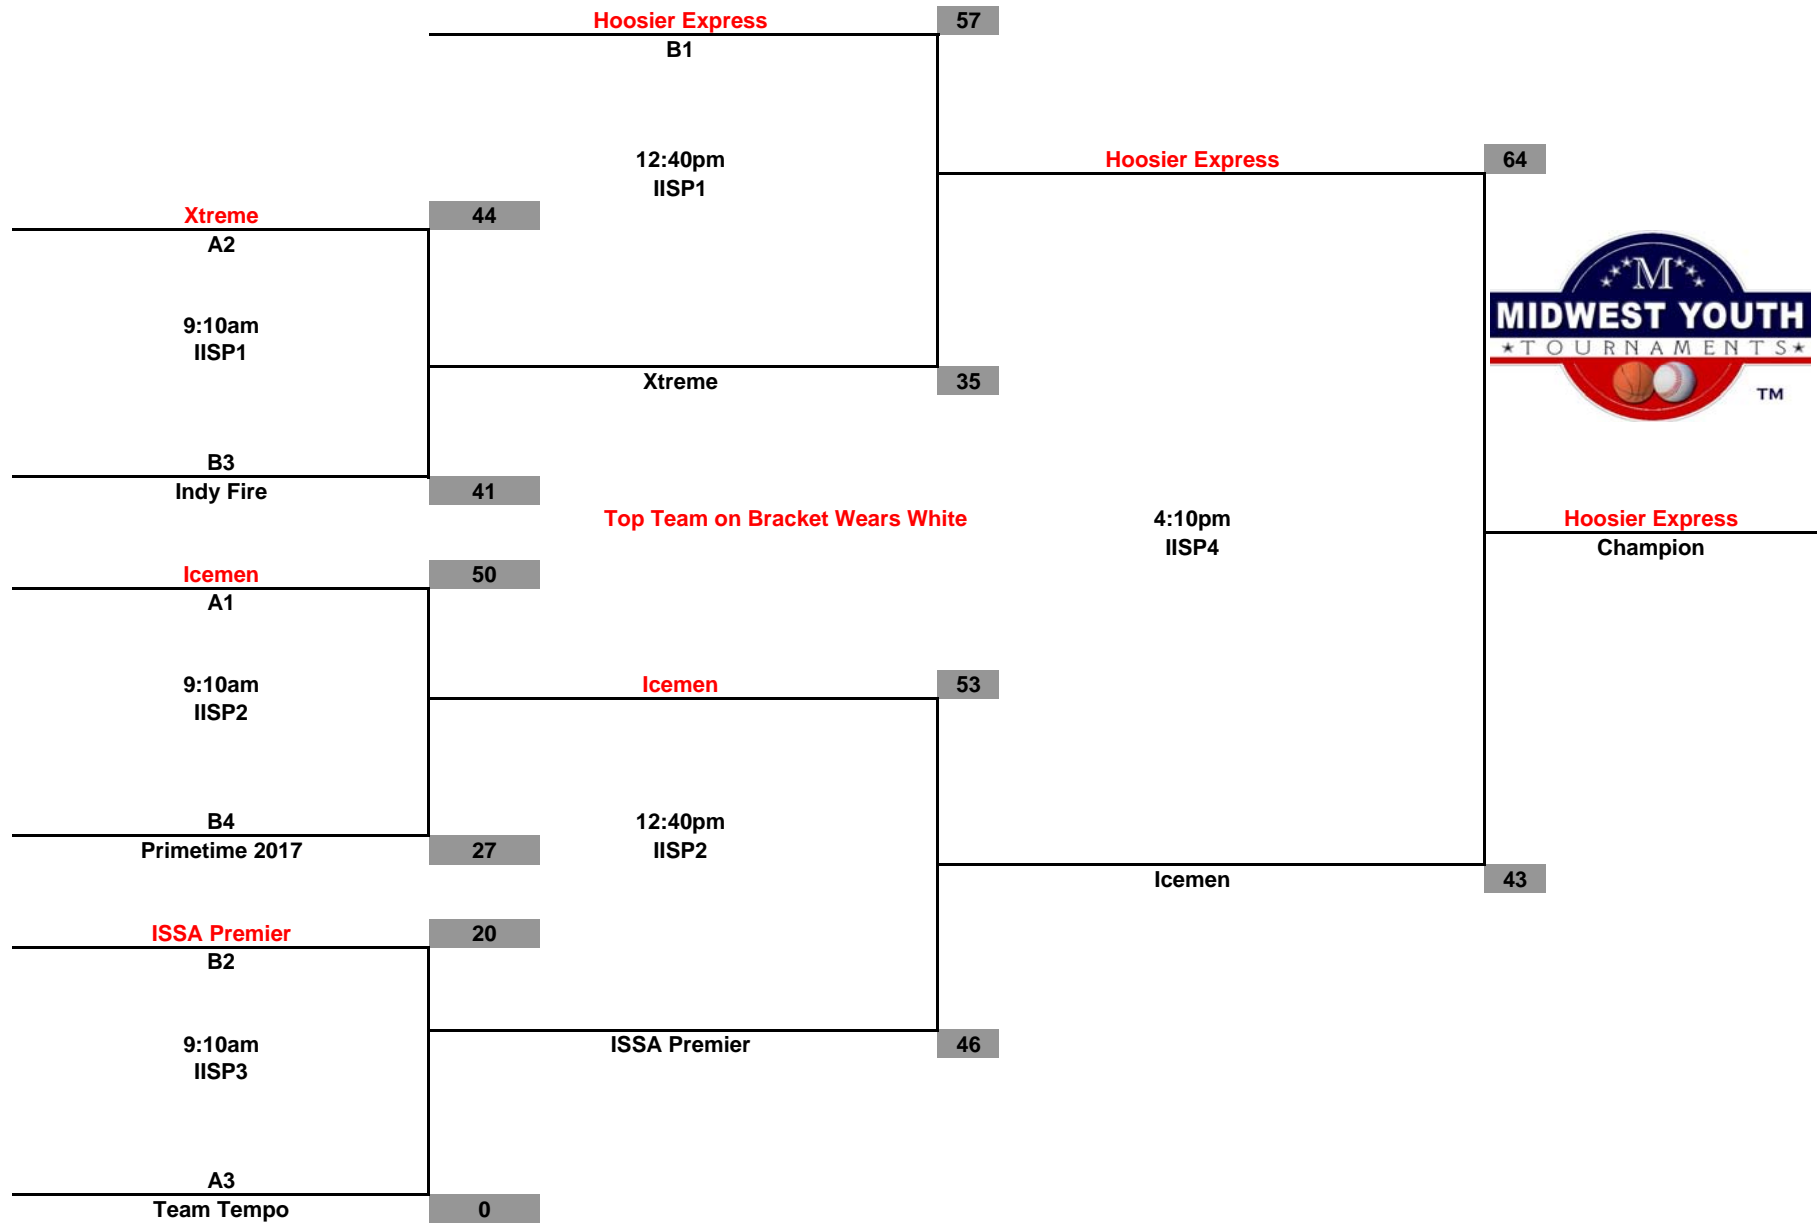 Hoosier Express 57
B1
12:40pm
IISP1
Hoosier Express 64
Xtreme 44
A2
9:10am
IISP1
Xtreme 35
B3
Indy Fire 41
M
MIDWEST YOUTH
TOURNAMENTS
TM
Top Team on Bracket Wears White
4:10pm
IISP4
Hoosier Express
Champion
Icemen 50
A1
9:10am
IISP2
Icemen 53
B4
Primetime 2017 27
12:40pm
IISP2
Icemen 43
ISSA Premier 20
B2
9:10am
IISP3
ISSA Premier 46
A3
Team Tempo 0